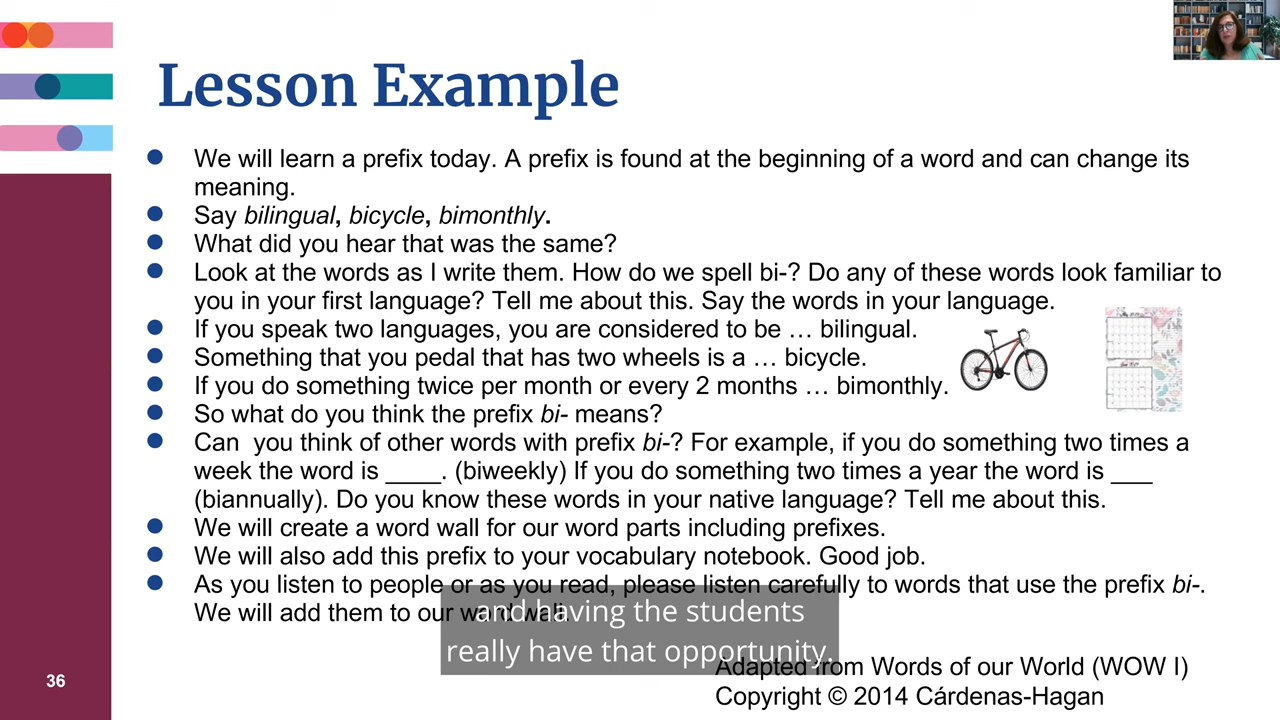 Lesson Example
● We will learn a prefix today. A prefix is found at the beginning of a word and can change its
meaning.
● Say bilingual, bicycle, bimonthly.
● What did you hear that was the same?
● Look at the words as I write them. How do we spell bi-? Do any of these words look familiar to
you in your first language? Tell me about this. Say the words in your language.
● If you speak two languages, you are considered to be … bilingual.
● Something that you pedal that has two wheels is a … bicycle.
● If you do something twice per month or every 2 months … bimonthly.
● So what do you think the prefix bi- means?
● Can  you think of other words with prefix bi-? For example, if you do something two times a
week the word is ____. (biweekly) If you do something two times a year the word is ___
(biannually). Do you know these words in your native language? Tell me about this.
● We will create a word wall for our word parts including prefixes.
● We will also add this prefix to your vocabulary notebook. Good job.
● As you listen to people or as you read, please listen carefully to words that use the prefix bi-.
We will add them to our word wall.
and having the students
really have that opportunity.
Adapted from Words of our World (WOW I)
Copyright © 2014 Cárdenas-Hagan
36